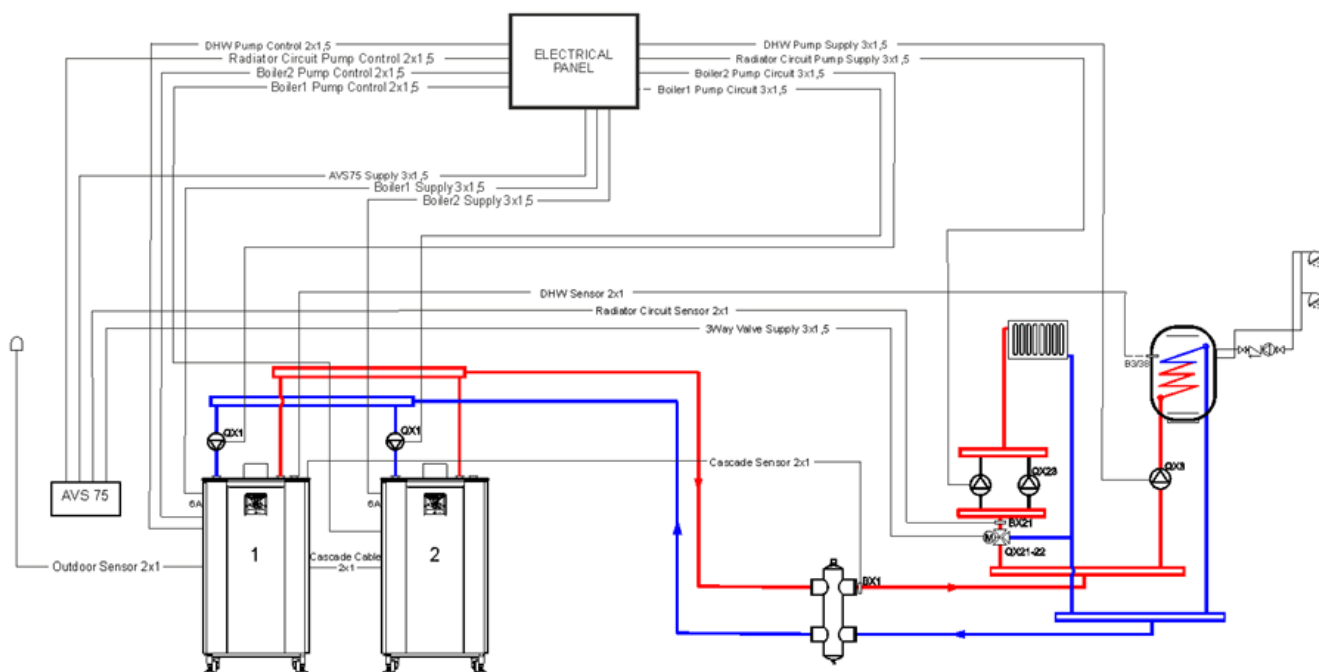 ELECTRICAL
PANEL
DHW Pump Control 2x1,5
Radiator Circuit Pump Control 2x1,5
Boiler2 Pump Control 2x1,5
Boiler1 Pump Control 2x1,5
DHW Pump Supply 3x1,5
Radiator Circuit Pump Supply 3x1,5
Boiler2 Pump Circuit 3x1,5
Boiler1 Pump Circuit 3x1,5
AVS75 Supply 3x1,5
Boiler1 Supply 3x1,5
Boiler2 Supply 3x1,5
DHW Sensor 2x1
Radiator Circuit Sensor 2x1
3Way Valve Supply 3x1,5
B3/38
QX1
QX1
Cascade Sensor 2x1
QX23
QX3
AVS 75
6A
6A
BX21
M
QX21-22
1
2
Outdoor Sensor 2x1
Cascade Cable
2x1
BX1